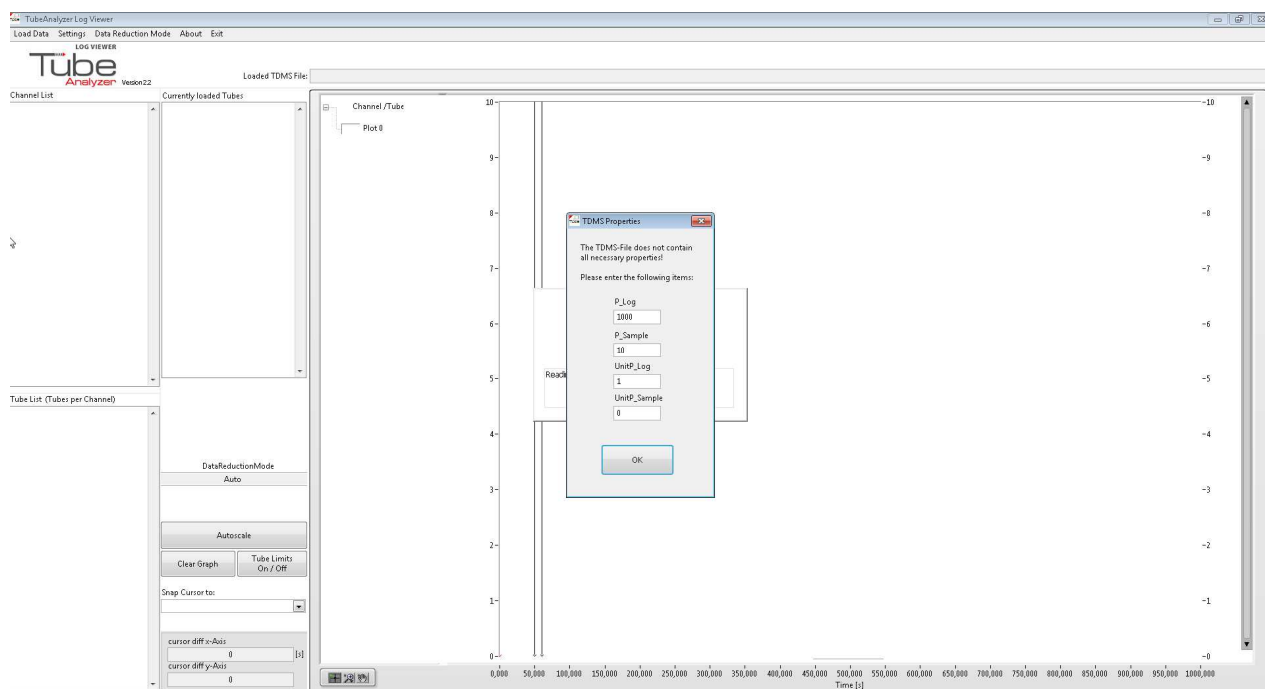 TubeAnalyzer Log Viewer
Load Data Settings Data Reduction Mode About Exit
LOG VIEWER
Tube
Analyzer Version2.2
Loaded TDMS File:
Channel List
Currently loaded Tubes
Tube List (Tubes per Channel)
DataReductionMode
Auto
Autoscale
Clear Graph
Tube Limits
On / Off
Snap Cursor to:
cursor diff x-Axis
0 [s]
cursor diff y-Axis
0
Channel /Tube
Plot 0
10 -10
9 -9
8 -8
7 -7
6 -6
5 -5
4 -4
3 -3
2 -2
1 -1
0 -0
0,000 50,000 100,000 150,000 200,000 250,000 300,000 350,000 400,000 450,000 500,000 550,000 600,000 650,000 700,000 750,000 800,000 850,000 900,000 950,000 1000,000
Time [s]
TDMS Properties
The TDMS-File does not contain
all necessary properties!
Please enter the following items:
P_Log
1000
P_Sample
10
UnitP_Log
1
UnitP_Sample
0
OK